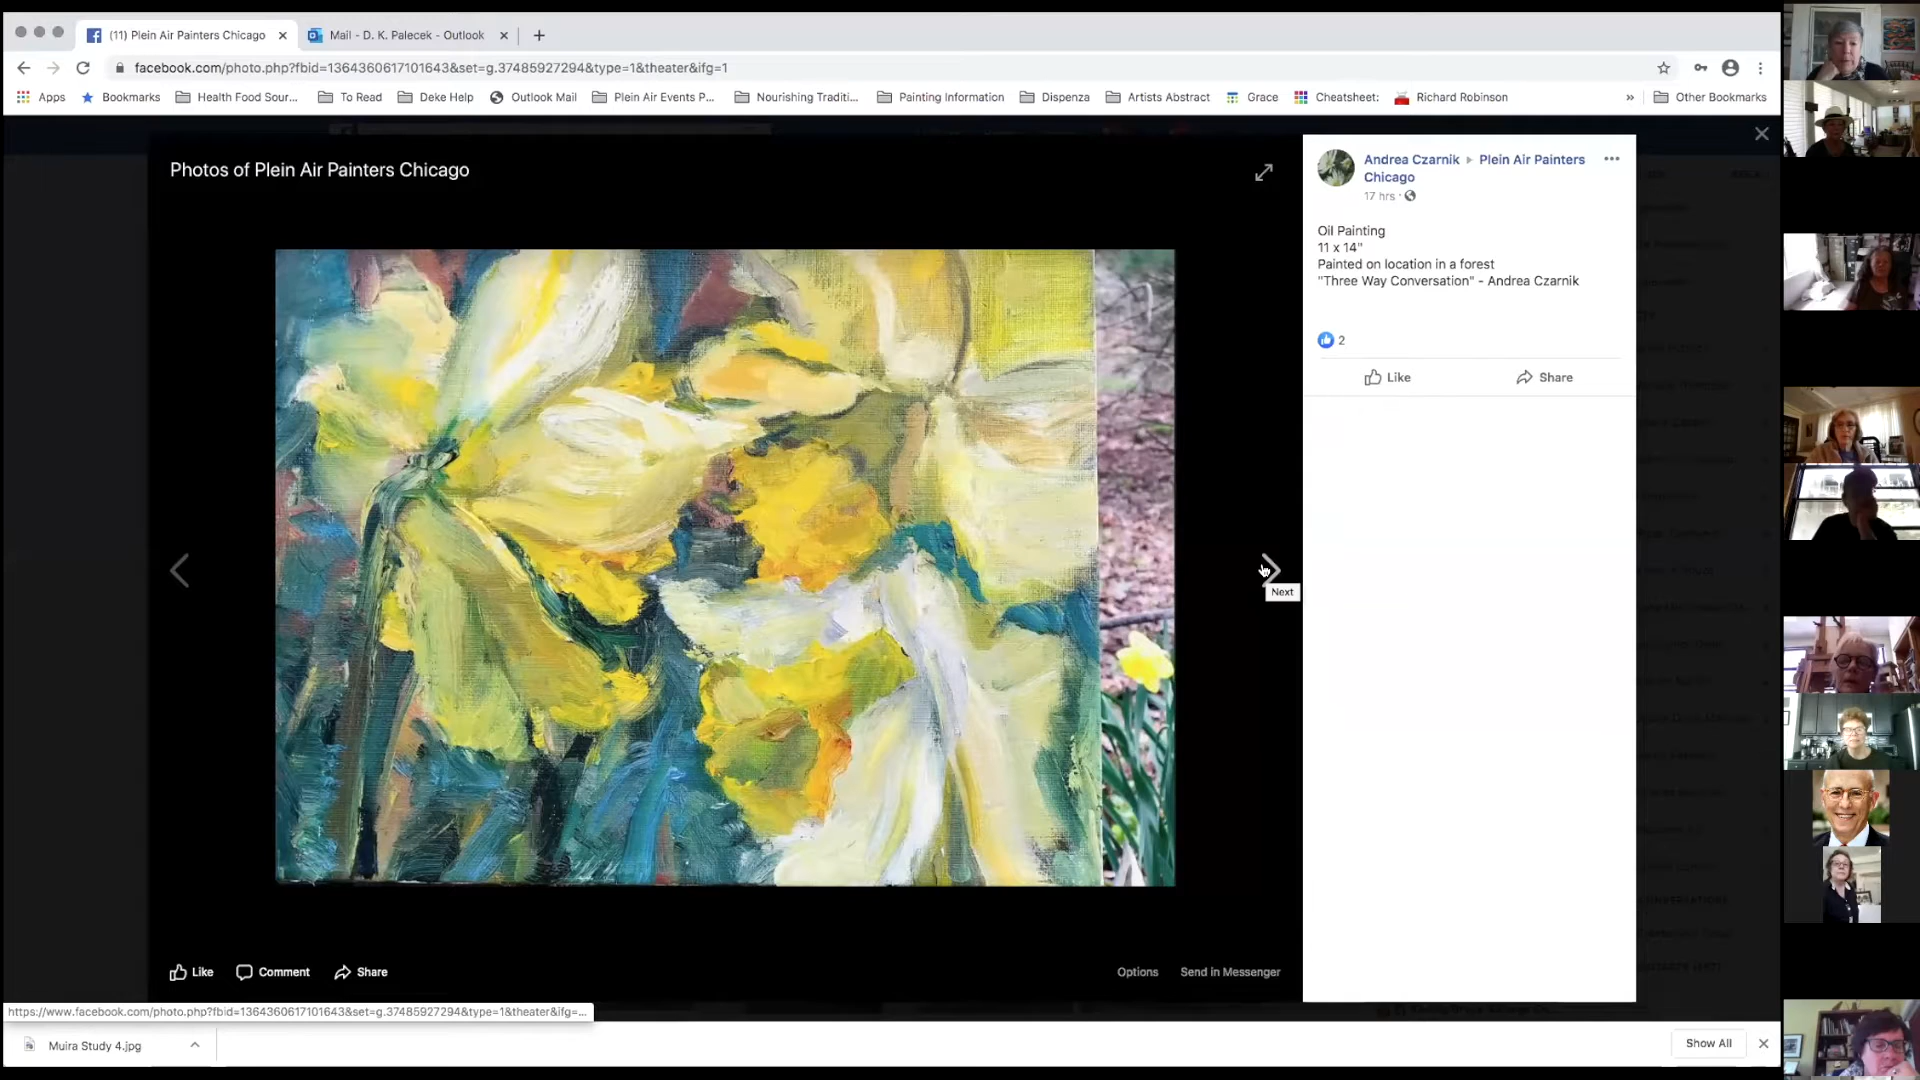 (11) Plein Air Painters Chicago
Mail - D. K. Palecek - Outlook
facebook.com/photo.php?fbid=1364360617101643&set=g.37485927294&type=1&theater&ifg=1
Apps
Bookmarks
Health Food Sour...
To Read
Deke Help
Outlook Mail
Plein Air Events P...
Nourishing Traditi...
Painting Information
Dispenza
Artists Abstract
Grace
Cheatsheet:
Richard Robinson
»
Other Bookmarks
Photos of Plein Air Painters Chicago
Andrea Czarnik ▸ Plein Air Painters
Chicago
17 hrs ·
Oil Painting
11 x 14"
Painted on location in a forest
"Three Way Conversation" - Andrea Czarnik
2
Like
Share
Next
Like
Comment
Share
Options
Send in Messenger
https://www.facebook.com/photo.php?fbid=1364360617101643&set=g.37485927294&type=1&theater&ifg=...
Muira Study 4.jpg
Show All